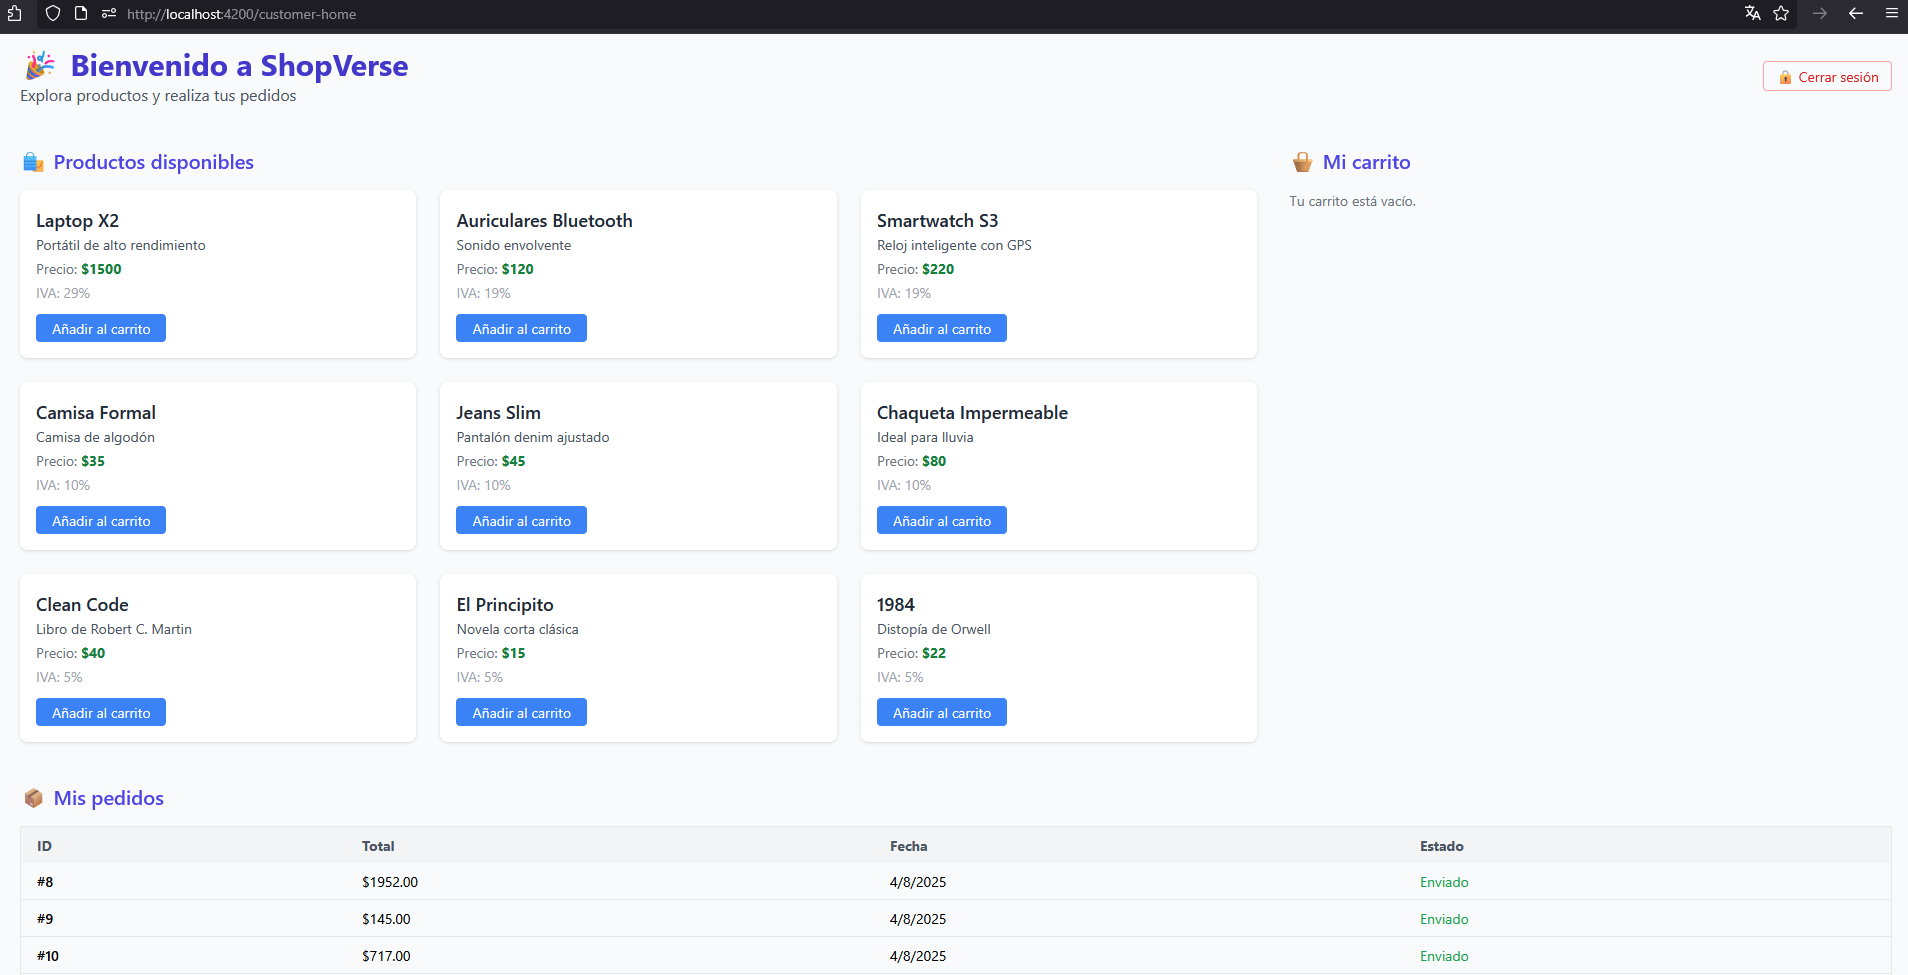 http://localhost:4200/customer-home
Bienvenido a ShopVerse
Explora productos y realiza tus pedidos
Cerrar sesión
Productos disponibles
Laptop X2
Portátil de alto rendimiento
Precio: $1500
IVA: 29%
Añadir al carrito
Auriculares Bluetooth
Sonido envolvente
Precio: $120
IVA: 19%
Añadir al carrito
Smartwatch S3
Reloj inteligente con GPS
Precio: $220
IVA: 19%
Añadir al carrito
Camisa Formal
Camisa de algodón
Precio: $35
IVA: 10%
Añadir al carrito
Jeans Slim
Pantalón denim ajustado
Precio: $45
IVA: 10%
Añadir al carrito
Chaqueta Impermeable
Ideal para lluvia
Precio: $80
IVA: 10%
Añadir al carrito
Clean Code
Libro de Robert C. Martin
Precio: $40
IVA: 5%
Añadir al carrito
El Principito
Novela corta clásica
Precio: $15
IVA: 5%
Añadir al carrito
1984
Distopía de Orwell
Precio: $22
IVA: 5%
Añadir al carrito
Mi carrito
Tu carrito está vacío.
Mis pedidos
ID Total Fecha Estado
#8 $1952.00 4/8/2025 Enviado
#9 $145.00 4/8/2025 Enviado
#10 $717.00 4/8/2025 Enviado